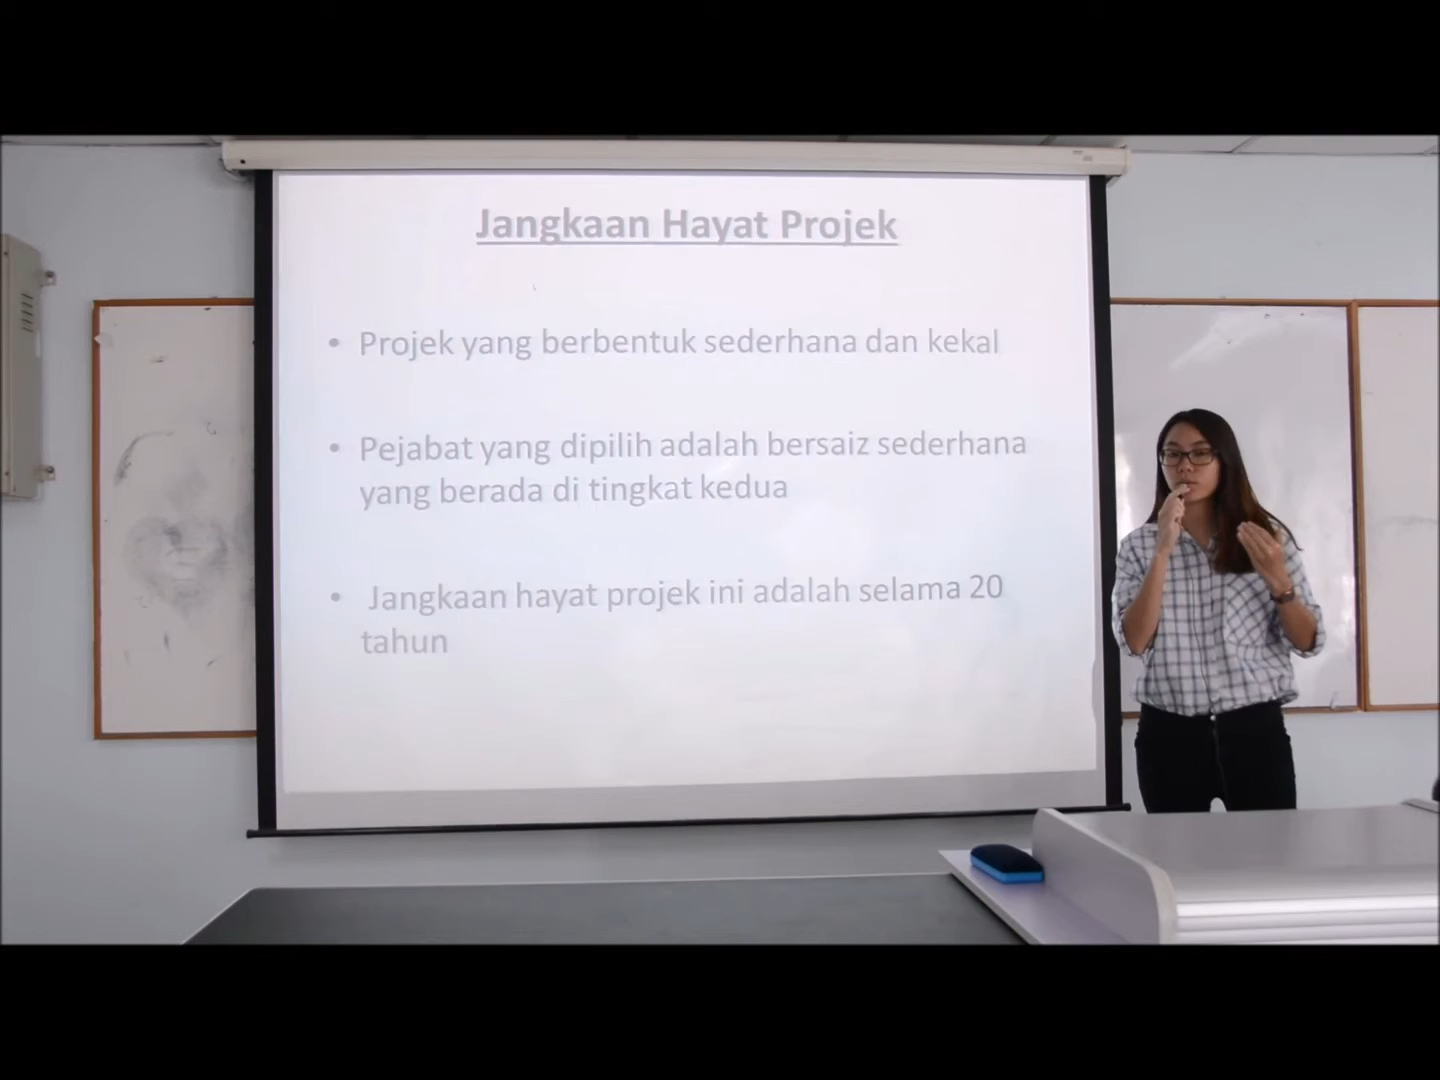 Jangkaan Hayat Projek
• Projek yang berbentuk sederhana dan kekal
• Pejabat yang dipilih adalah bersaiz sederhana
yang berada di tingkat kedua
• Jangkaan hayat projek ini adalah selama 20
tahun